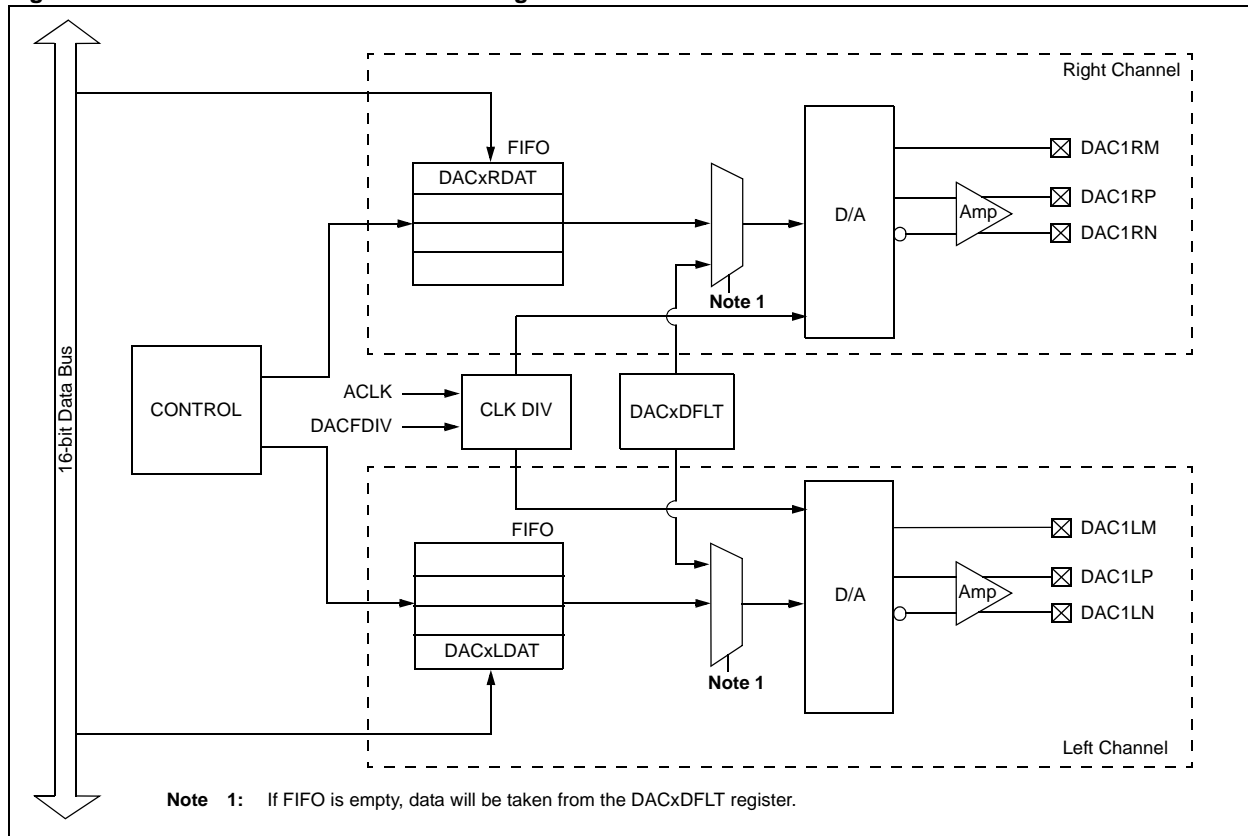 Right Channel
FIFO
DACxRDAT
DAC1RM
D/A
Amp
DAC1RP
DAC1RN
Note 1
16-bit Data Bus
CONTROL
ACLK
DACFDIV
CLK DIV
DACxDFLT
FIFO
DACxLDAT
DAC1LM
D/A
Amp
DAC1LP
DAC1LN
Note 1
Left Channel
Note 1: If FIFO is empty, data will be taken from the DACxDFLT register.